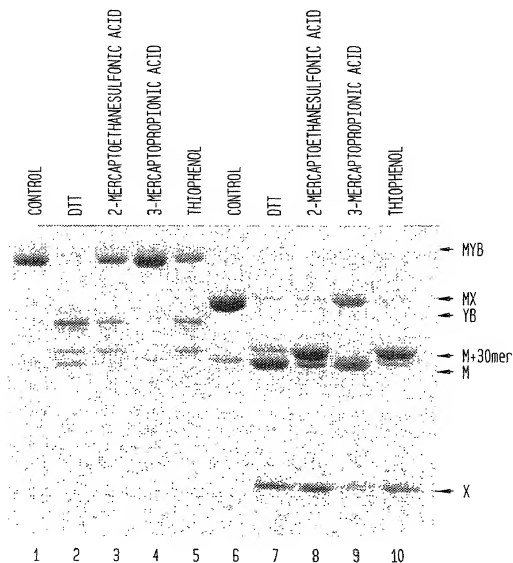 CONTROL
DTT
2-MERCAPTOETHANESULFONIC ACID
3-MERCAPTOPROPIONIC ACID
THIOPHENOL
CONTROL
DTT
2-MERCAPTOETHANESULFONIC ACID
3-MERCAPTOPROPIONIC ACID
THIOPHENOL
MYB
MX
YB
M+30mer
M
X
1 2 3 4 5 6 7 8 9 10